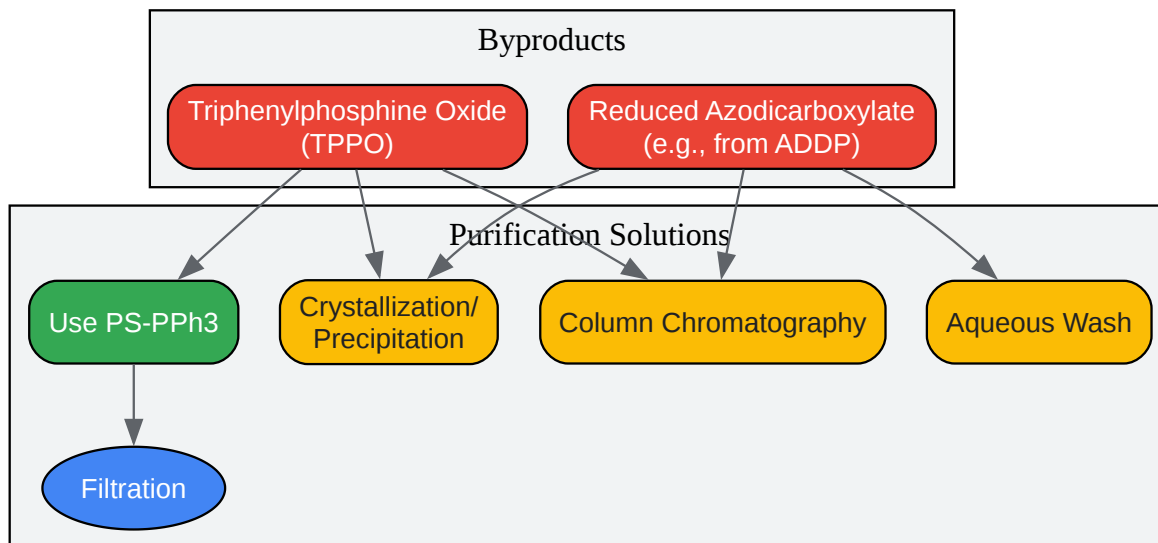 Byproducts
Triphenylphosphine Oxide
(TPPO)
Reduced Azodicarboxylate
(e.g., from ADDP)
Purification Solutions
Use PS-PPh3
Crystallization/
Precipitation
Column Chromatography
Aqueous Wash
Filtration